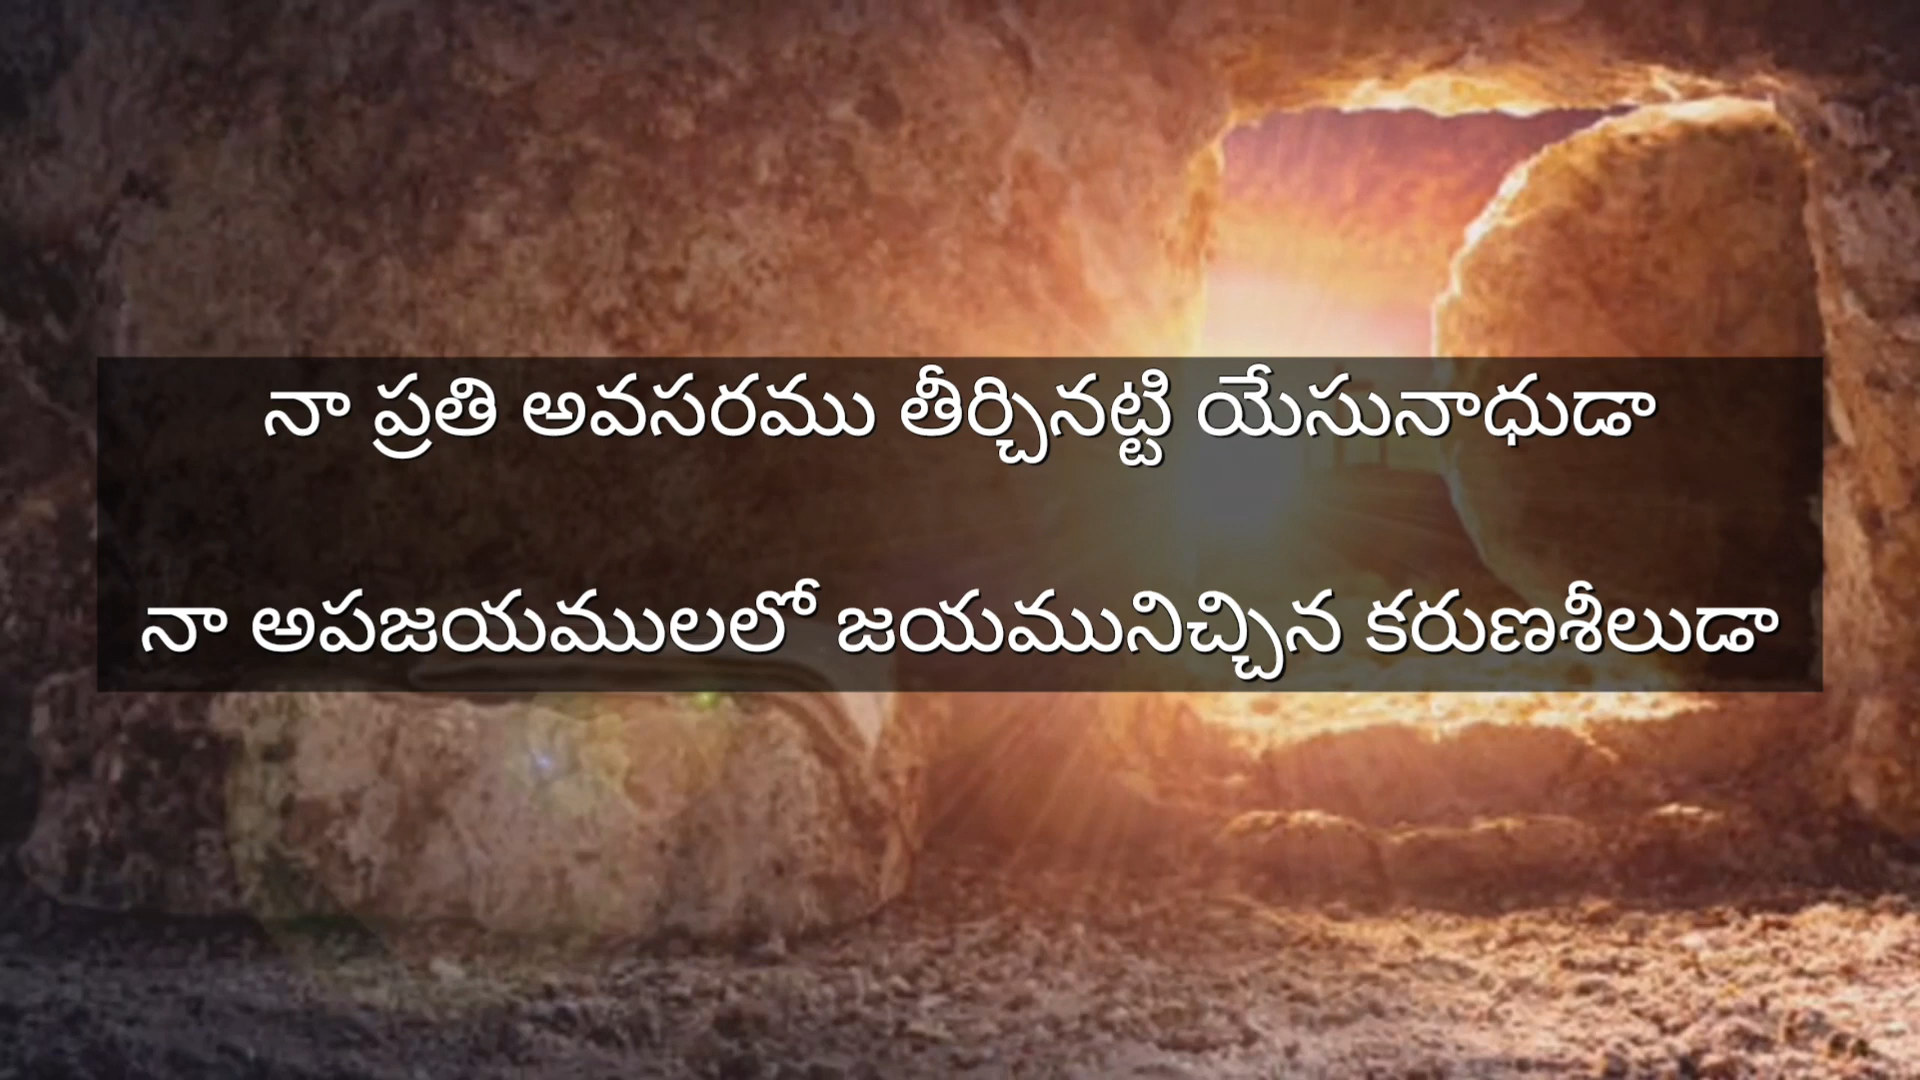 నా ప్రతి అవసరము తీర్చినట్టి యేసునాధుడా
నా అపజయములలో జయమునిచ్చిన కరుణశీలుడా